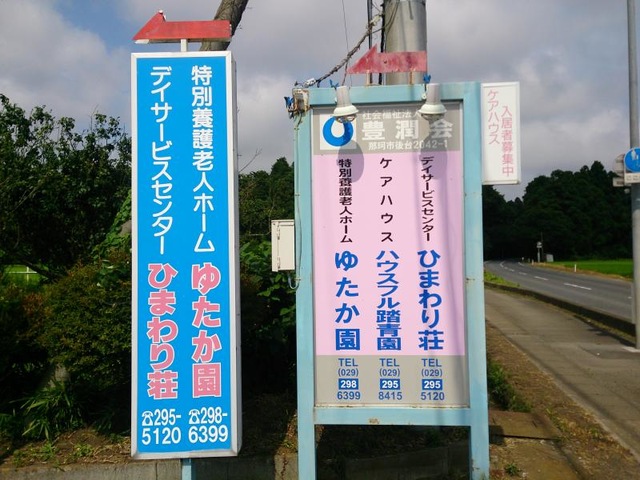 特別養護老人ホーム ゆたか園
デイサービスセンター ひまわり荘
☎298-6399
☎295-5120
社会福祉法人
豊潤会
那珂市後台2042-1
デイサービスセンター ひまわり荘
ケアハウス ハウスフル踏青園
特別養護老人ホーム ゆたか園
TEL
(029)
298
6399
TEL
(029)
295
8415
TEL
(029)
295
5120
入居者募集中
ケアハウス